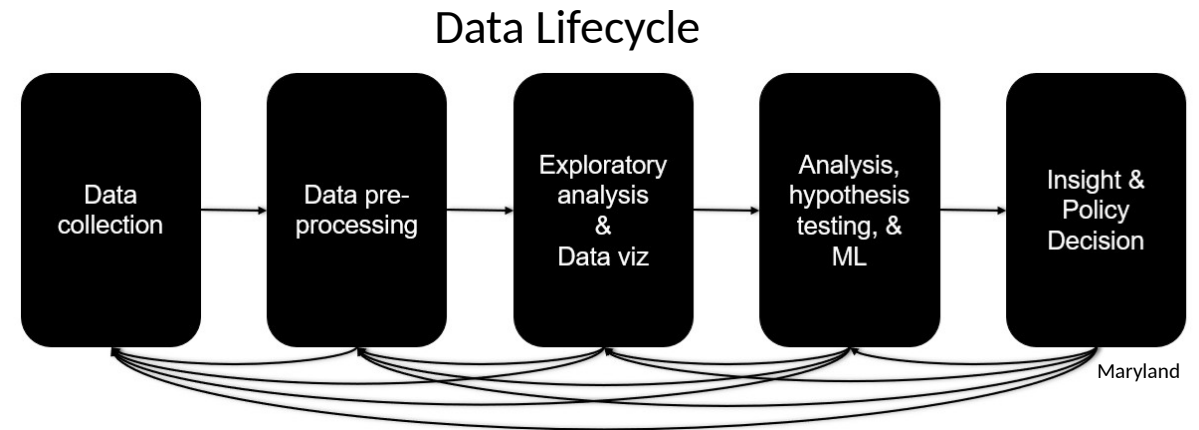 Data Lifecycle
Data
collection
Data pre-
processing
Exploratory
analysis
&
Data viz
Analysis,
hypothesis
testing, &
ML
Insight &
Policy
Decision
Maryland